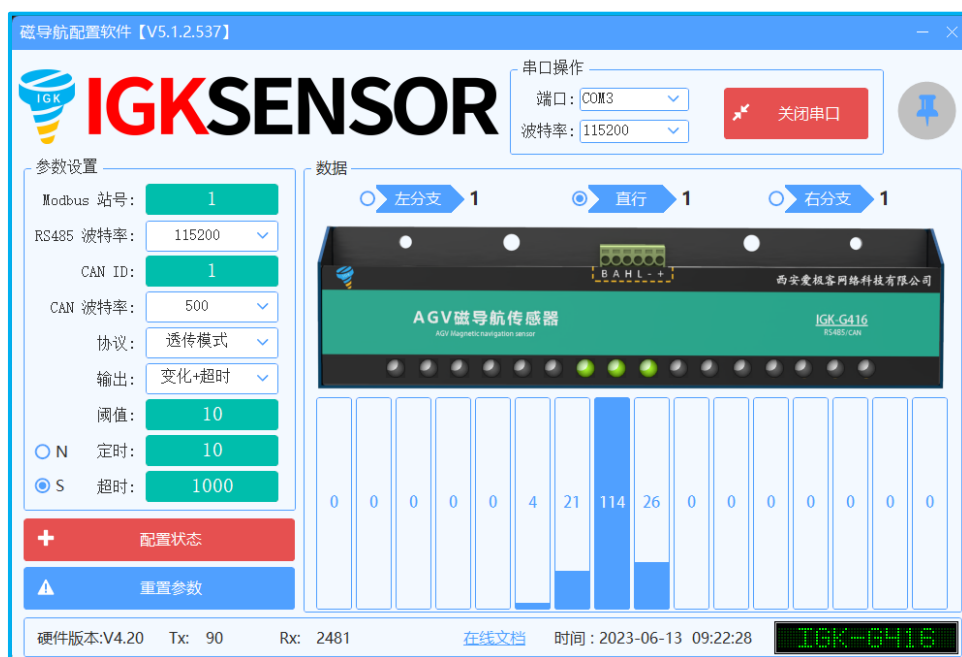 磁导航配置软件【V5.1.2.537】
IGK
IGKSENSOR
串口操作
端口: COM3
波特率: 115200
关闭串口
参数设置
Modbus 站号: 1
RS485 波特率: 115200
CAN ID: 1
CAN 波特率: 500
协议: 透传模式
输出: 变化+超时
阈值: 10
N 定时: 10
S 超时: 1000
配置状态
重置参数
数据
左分支 1 直行 1 右分支 1
B A H L - +
西安爱极客网络科技有限公司
AGV磁导航传感器
AGV Magnetic navigation sensor
IGK-G416
RS485/CAN
0 0 0 0 0 4 21 114 26 0 0 0 0 0 0 0
硬件版本:V4.20 Tx: 90 Rx: 2481 在线文档 时间：2023-06-13 09:22:28 IGK-G416